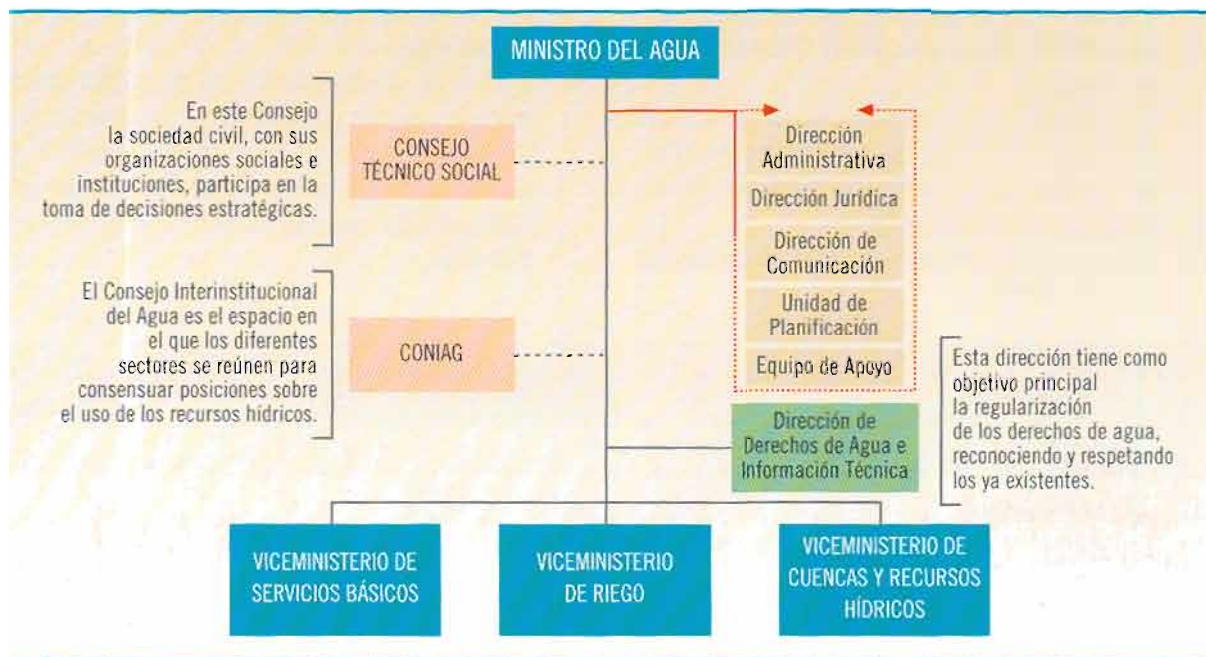 MINISTRO DEL AGUA
En este Consejo
la sociedad civil, con sus
organizaciones sociales e
instituciones, participa en la
toma de decisiones estratégicas.
CONSEJO
TÉCNICO SOCIAL
El Consejo Interinstitucional
del Agua es el espacio en
el que los diferentes
sectores se reúnen para
consensuar posiciones sobre
el uso de los recursos hídricos.
CONIAG
Dirección
Administrativa
Dirección Jurídica
Dirección de
Comunicación
Unidad de
Planificación
Equipo de Apoyo
Dirección de
Derechos de Agua e
Información Técnica
Esta dirección tiene como
objetivo principal
la regularización
de los derechos de agua,
reconociendo y respetando
los ya existentes.
VICEMINISTERIO DE
SERVICIOS BÁSICOS
VICEMINISTERIO
DE RIEGO
VICEMINISTERIO DE
CUENCAS Y RECURSOS
HÍDRICOS